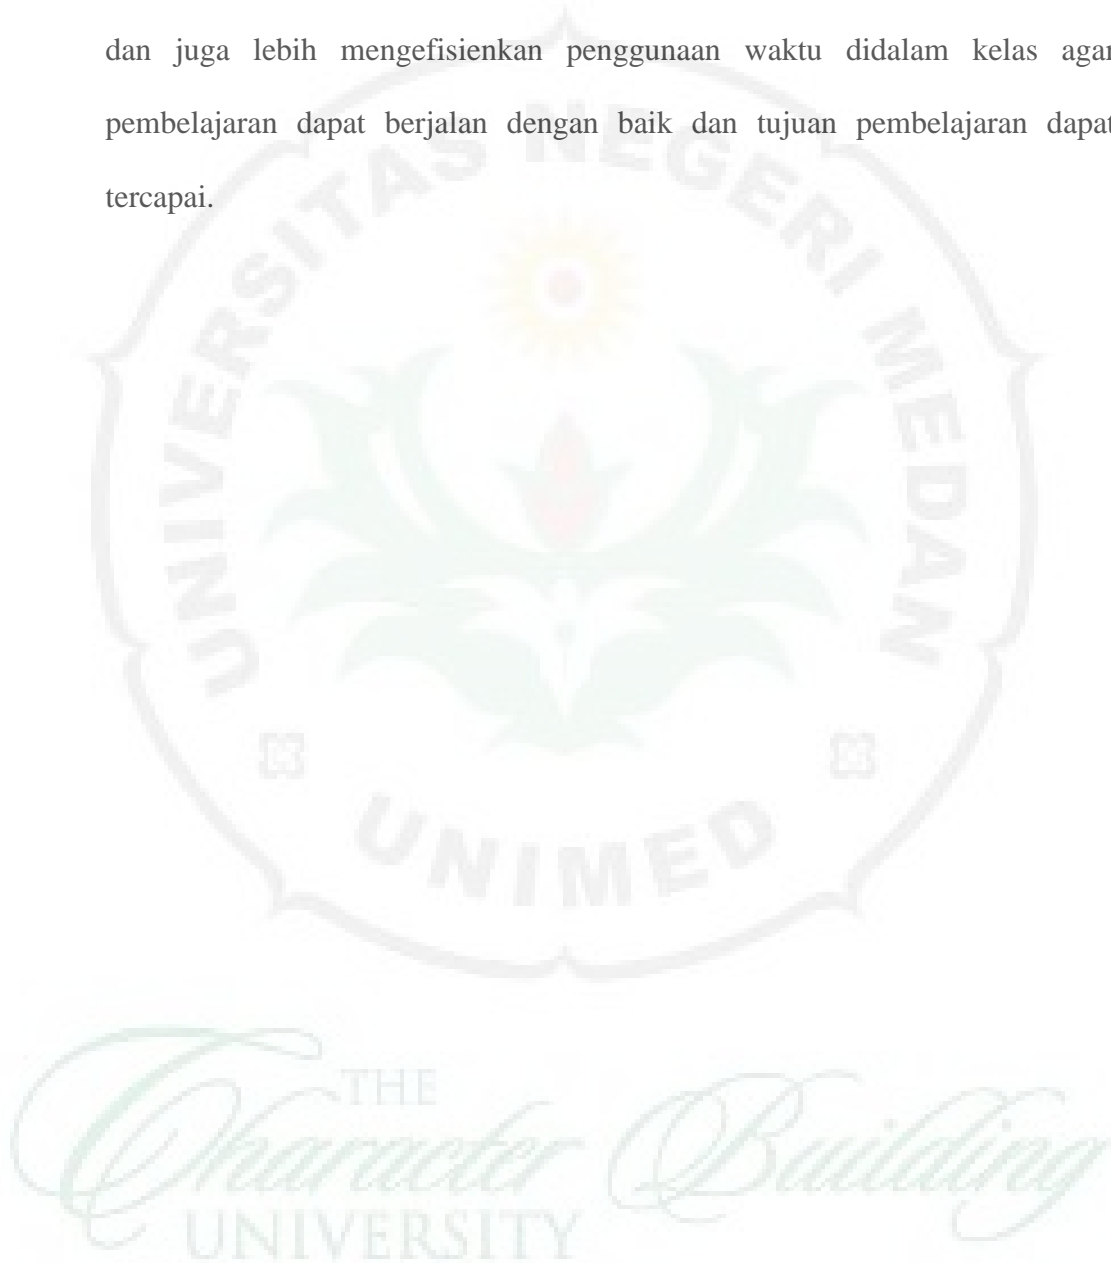 dan juga lebih mengefisienkan penggunaan waktu didalam kelas agar
pembelajaran dapat berjalan dengan baik dan tujuan pembelajaran dapat
tercapai.
UNIVERSITAS NEGERI MEDAN
UNIMED
THE
Character Building
UNIVERSITY